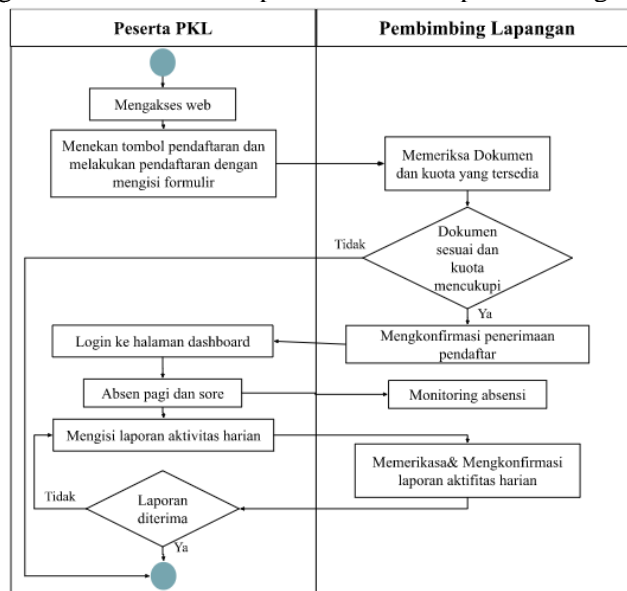 Peserta PKL
Pembimbing Lapangan
Mengakses web
Menekan tombol pendaftaran dan
melakukan pendaftaran dengan
mengisi formulir
Memeriksa Dokumen
dan kuota yang tersedia
Dokumen
sesuai dan
kuota
mencukupi
Tidak
Ya
Mengkonfirmasi penerimaan
pendaftar
Login ke halaman dashboard
Absen pagi dan sore
Monitoring absensi
Mengisi laporan aktivitas harian
Memerikasa& Mengkonfirmasi
laporan aktifitas harian
Laporan
diterima
Tidak
Ya